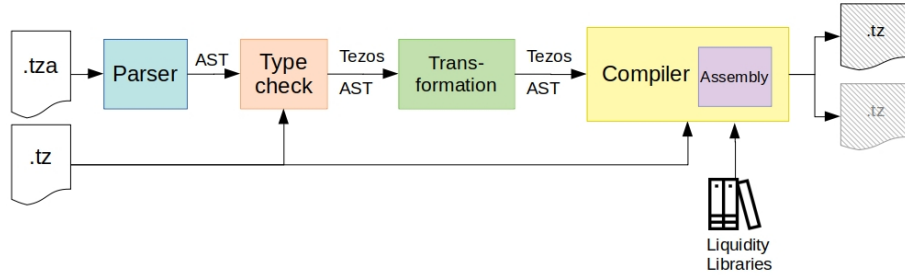 .tza
Parser
AST
Type
check
Tezos
AST
Trans-
formation
Tezos
AST
Compiler
Assembly
.tz
.tz
.tz
Liquidity
Libraries